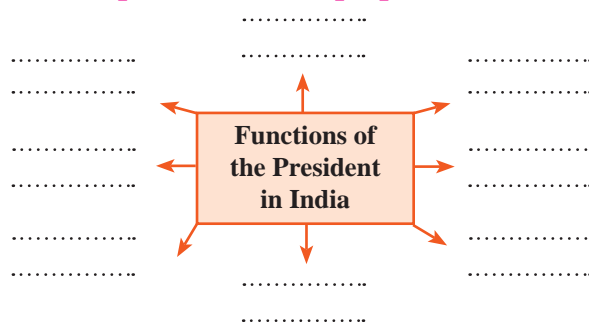 Functions of
the President
in India